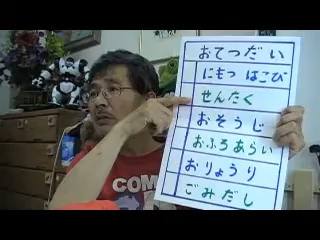 おてつだい
にもつ はこび
せんたく
おそうじ
おふろあらい
おりょうり
ごみだし
COM